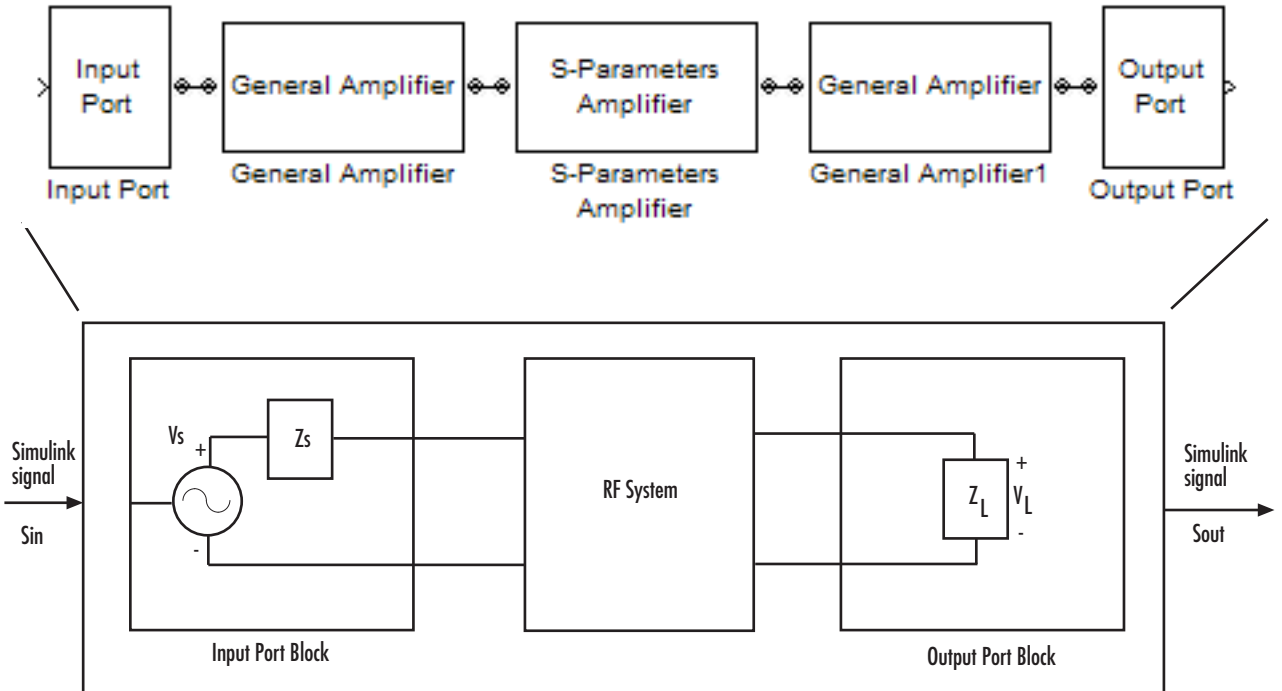 Input
Port
General Amplifier
S-Parameters
Amplifier
General Amplifier
Output
Port
Input Port
General Amplifier
S-Parameters
Amplifier
General Amplifier1
Output Port
Simulink
signal
Sin
Vs
+
-
Zs
RF System
Z L
+
V L
-
Simulink
signal
Sout
Input Port Block
Output Port Block